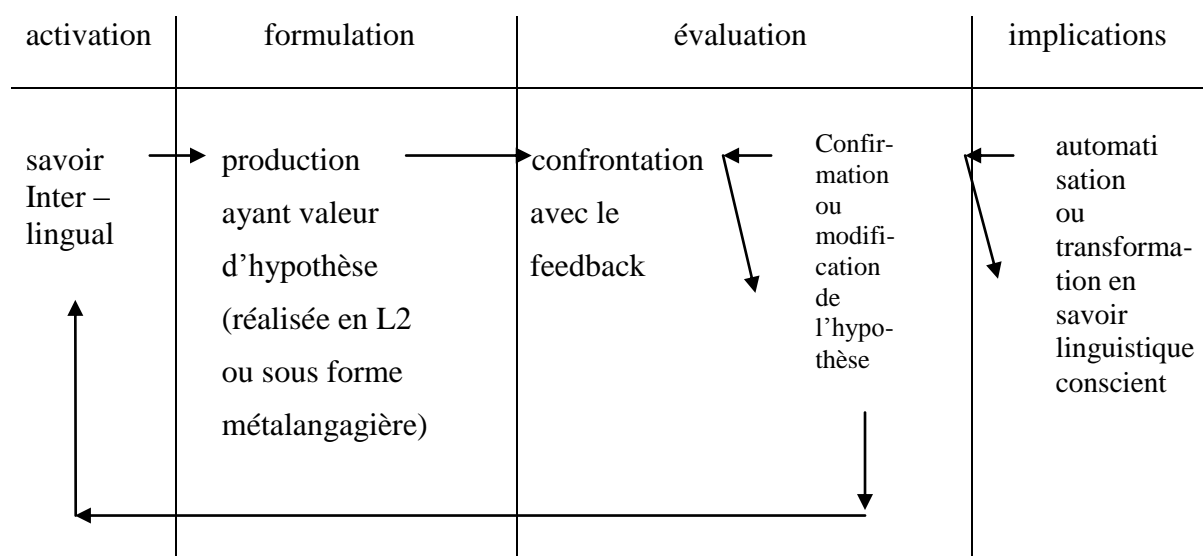 activation
formulation
évaluation
implications
savoir
Inter –
lingual
production
ayant valeur
d’hypothèse
(réalisée en L2
ou sous forme
métalangagière)
confrontation
avec le
feedback
Confir-
mation
ou
modifi-
cation
de
l’hypo-
thèse
automati
sation
ou
transforma-
tion en
savoir
linguistique
conscient